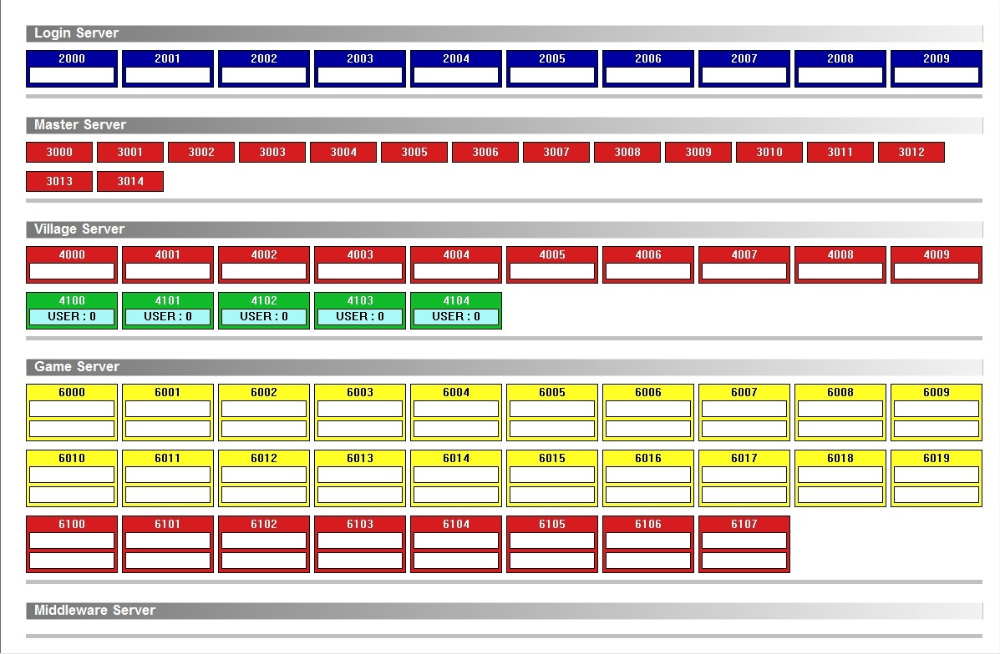 Login Server
2000 2001 2002 2003 2004 2005 2006 2007 2008 2009
Master Server
3000 3001 3002 3003 3004 3005 3006 3007 3008 3009 3010 3011 3012
3013 3014
Village Server
4000 4001 4002 4003 4004 4005 4006 4007 4008 4009
4100 4101 4102 4103 4104
USER : 0 USER : 0 USER : 0 USER : 0 USER : 0
Game Server
6000 6001 6002 6003 6004 6005 6006 6007 6008 6009
6010 6011 6012 6013 6014 6015 6016 6017 6018 6019
6100 6101 6102 6103 6104 6105 6106 6107
Middleware Server